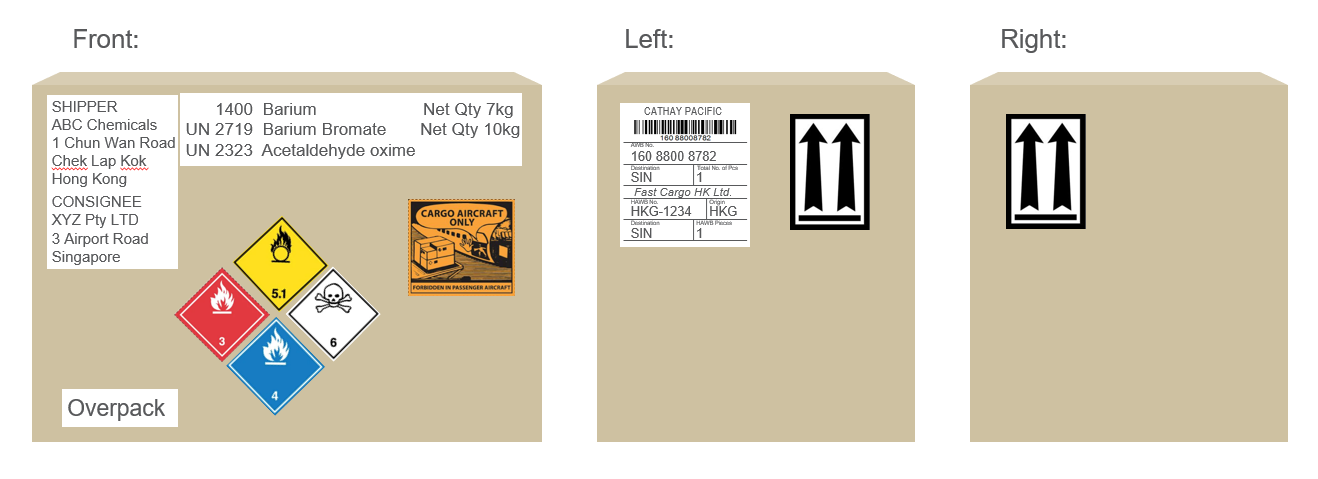 Front:
SHIPPER
ABC Chemicals
1 Chun Wan Road
Chek Lap Kok
Hong Kong
CONSIGNEE
XYZ Pty LTD
3 Airport Road
Singapore
1400 Barium Net Qty 7kg
UN 2719 Barium Bromate Net Qty 10kg
UN 2323 Acetaldehyde oxime
CARGO AIRCRAFT
ONLY
FORBIDDEN IN PASSENGER AIRCRAFT
5.1
3
6
4
Overpack
Left:
CATHAY PACIFIC
160 88008782
AWB No.
160 8800 8782
Destination Total No. of Pcs
SIN 1
Fast Cargo HK Ltd.
HAWB No. Origin
HKG-1234 HKG
Destination HAWB Pieces
SIN 1
Right: